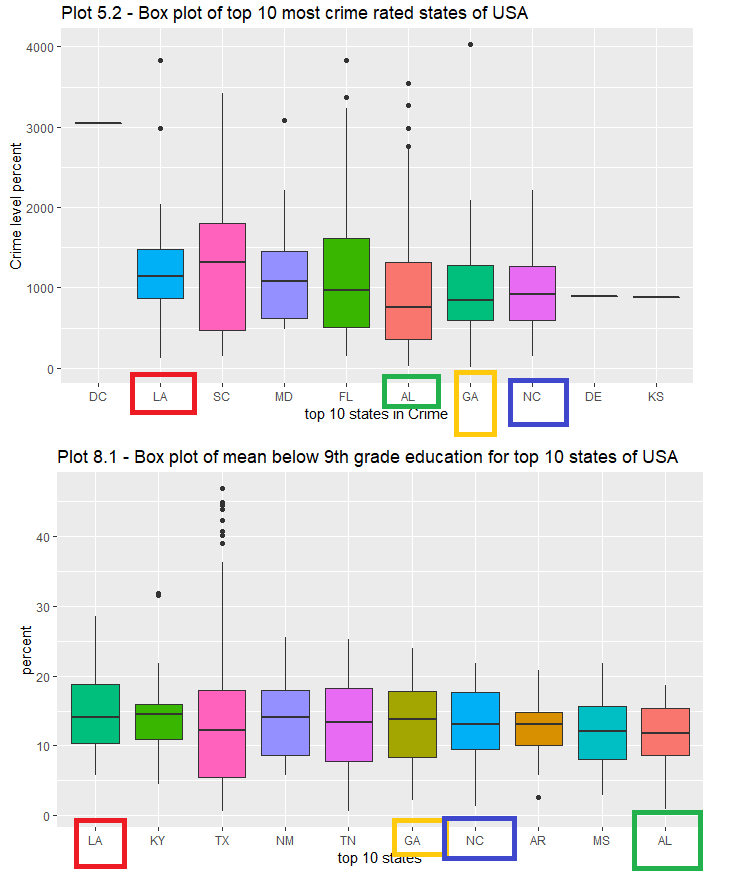 Plot 5.2 - Box plot of top 10 most crime rated states of USA
Crime level percent
4000
3000
2000
1000
0
DC LA SC MD FL AL GA NC DE KS
top 10 states in Crime
Plot 8.1 - Box plot of mean below 9th grade education for top 10 states of USA
percent
40
30
20
10
0
LA KY TX NM TN GA NC AR MS AL
top 10 states